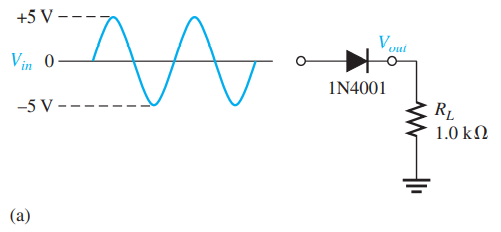 +5 V
V_in 0
−5 V
V_out
1N4001
R_L
1.0 kΩ
(a)